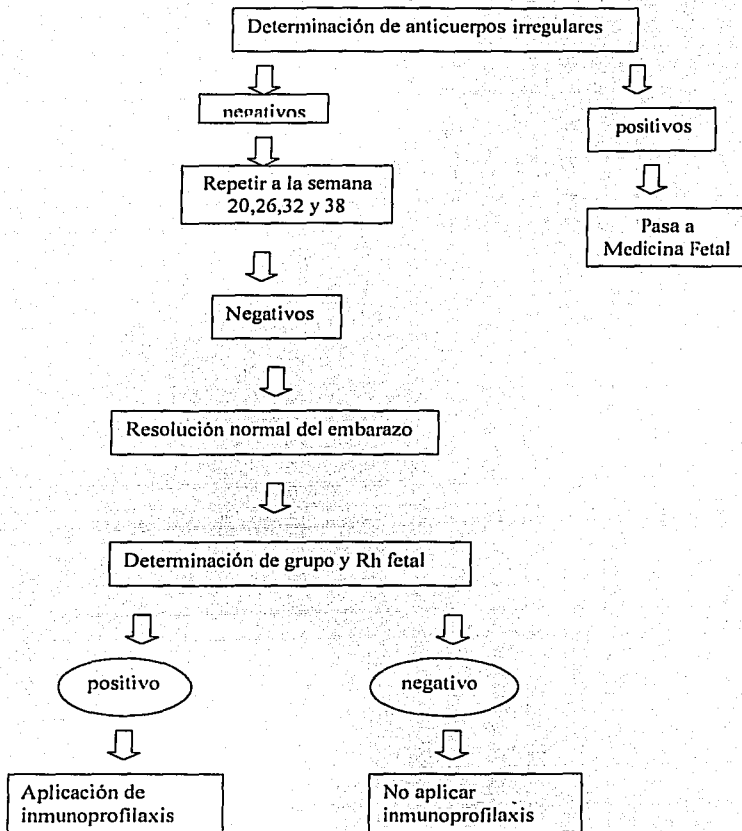 Determinación de anticuerpos irregulares
negativos
positivos
Repetir a la semana
20,26,32 y 38
Pasa a
Medicina Fetal
Negativos
Resolución normal del embarazo
Determinación de grupo y Rh fetal
positivo
negativo
Aplicación de
inmunoprofilaxis
No aplicar
inmunoprofilaxis